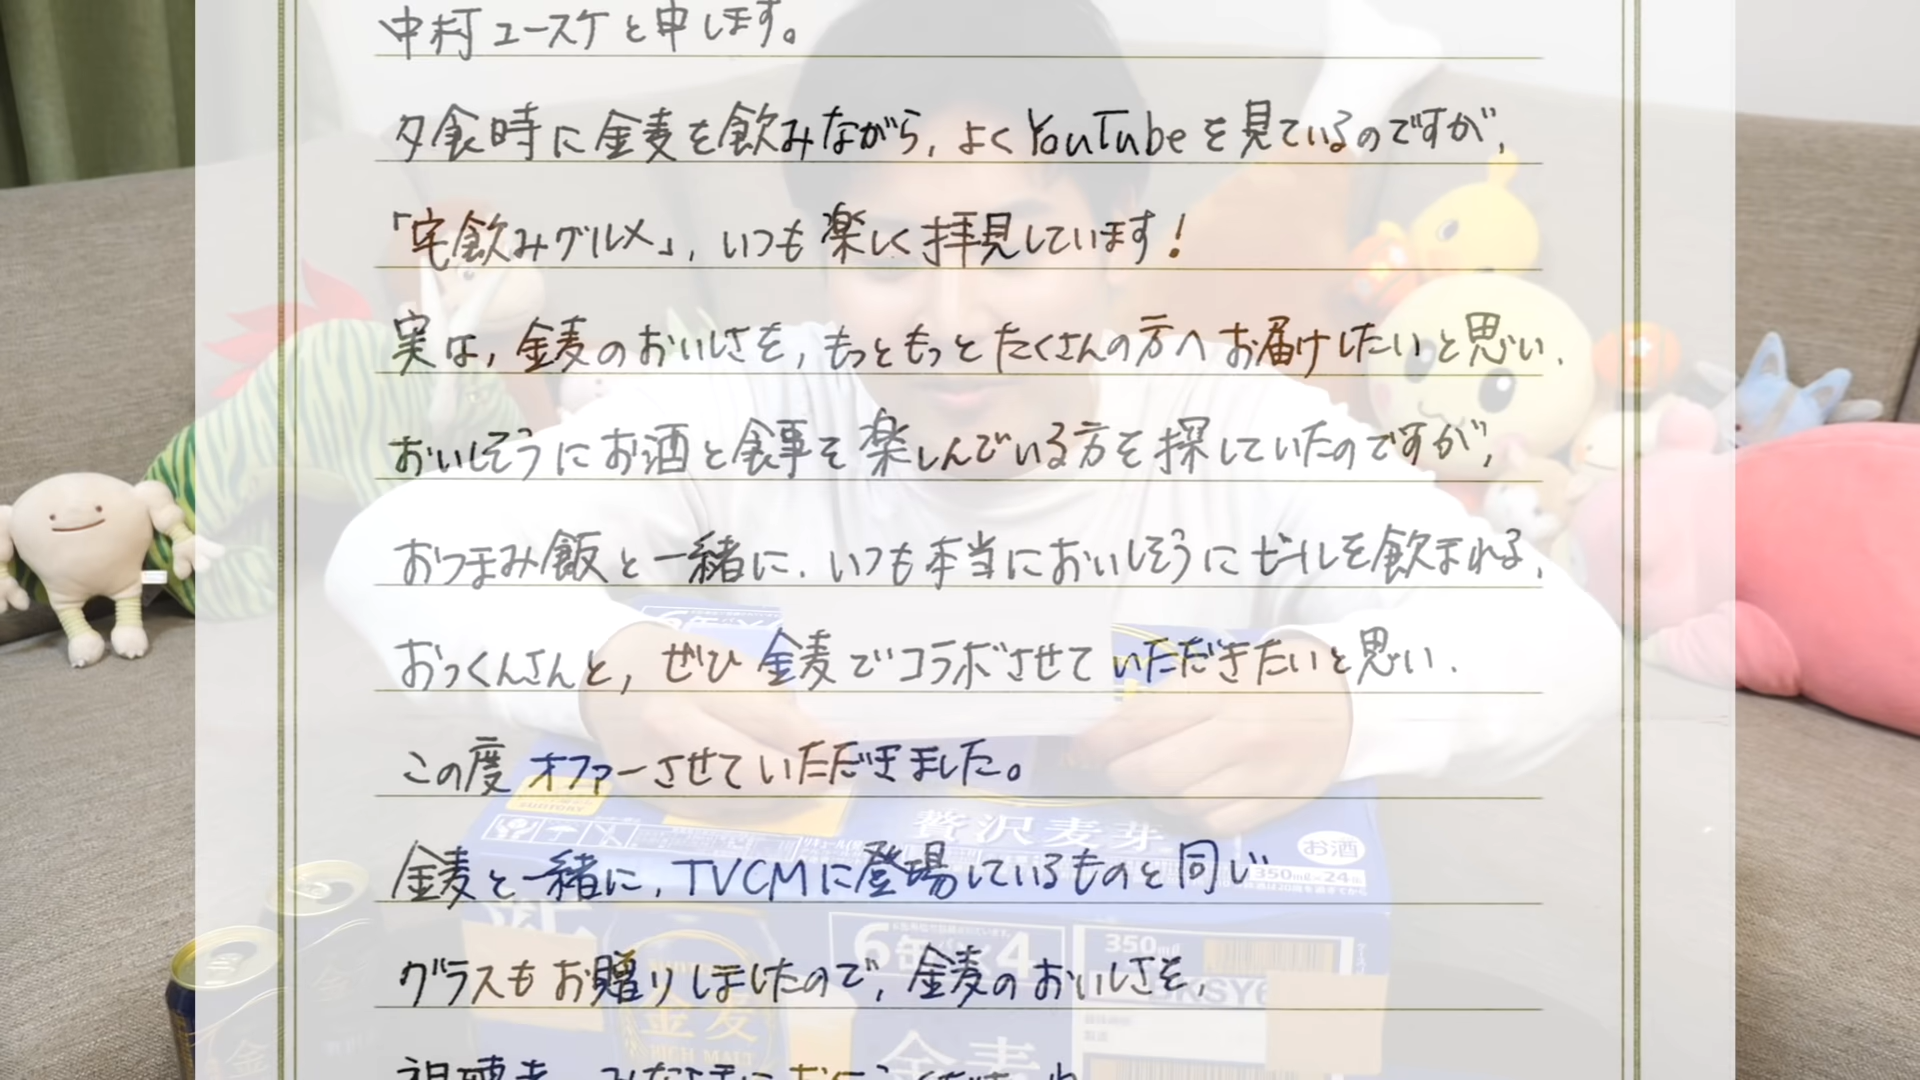 中村ユースケと申します。
夕食時に金麦を飲みながら、よくYouTubeを見ているのですが、
「宅飲みグルメ」、いつも楽しく拝見しています！
実は、金麦のおいしさを、もっともっとたくさんの方へお届けしたいと思い、
おいしそうにお酒と食事を楽しんでいる方を探していたのですが、
おつまみ飯と一緒に、いつも本当においしそうにビールを飲まれる、
おっくんさんと、ぜひ金麦でコラボさせていただきたいと思い、
この度オファーさせていただきました。
金麦と一緒に、TVCMに登場しているものと同じ
グラスもお贈りしましたので、金麦のおいしさを、
SUNTORY
贅沢麦芽
お酒
350ml×24
6缶×4
350ml
金麦
RICH MALT
金麦